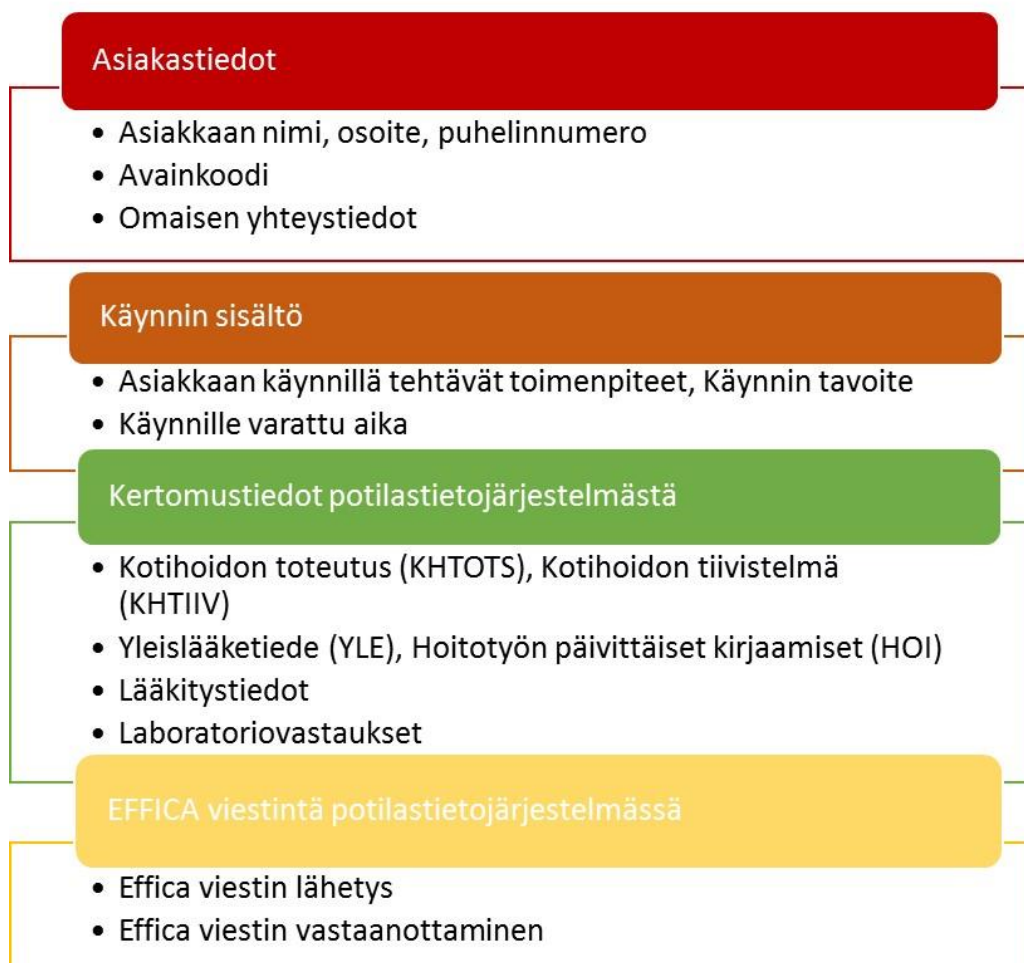 Asiakastiedot
• Asiakkaan nimi, osoite, puhelinnumero
• Avainkoodi
• Omaisen yhteystiedot
Käynnin sisältö
• Asiakkaan käynnillä tehtävät toimenpiteet, Käynnin tavoite
• Käynnille varattu aika
Kertomustiedot potilastietojärjestelmästä
• Kotihoidon toteutus (KHTOTS), Kotihoidon tiivistelmä
(KHTIIV)
• Yleislääketiede (YLE), Hoitotyön päivittäiset kirjaamiset (HOI)
• Lääkitystiedot
• Laboratoriovastaukset
EFFICA viestintä potilastietojärjestelmässä
• Effica viestin lähetys
• Effica viestin vastaanottaminen